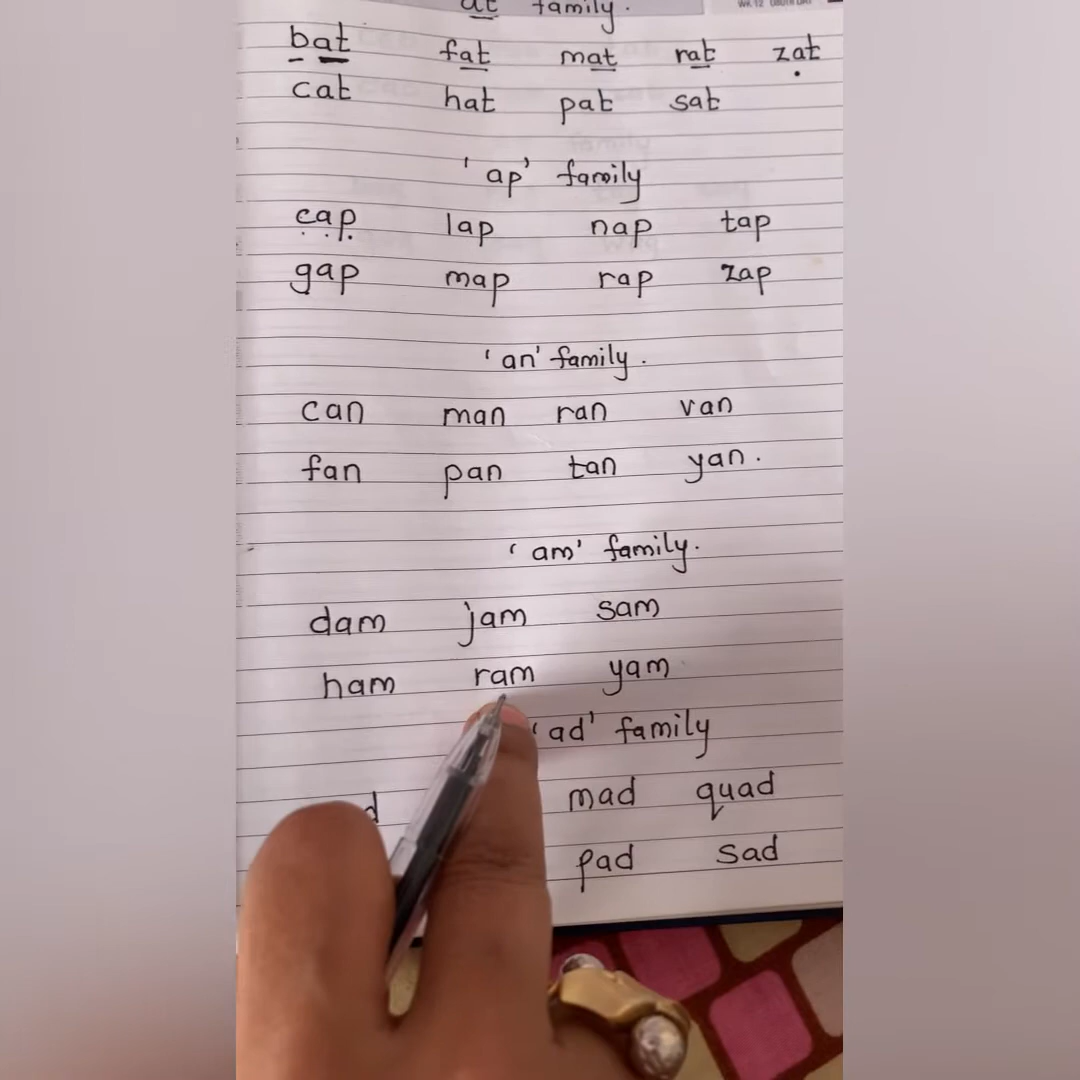 at family.
bat fat mat rat zat
cat hat pat sat
'ap' family
cap lap nap tap
gap map rap zap
'an' family.
can man ran van
fan pan tan yan.
'am' family.
dam jam sam
ham ram yam
'ad' family
mad quad
pad sad